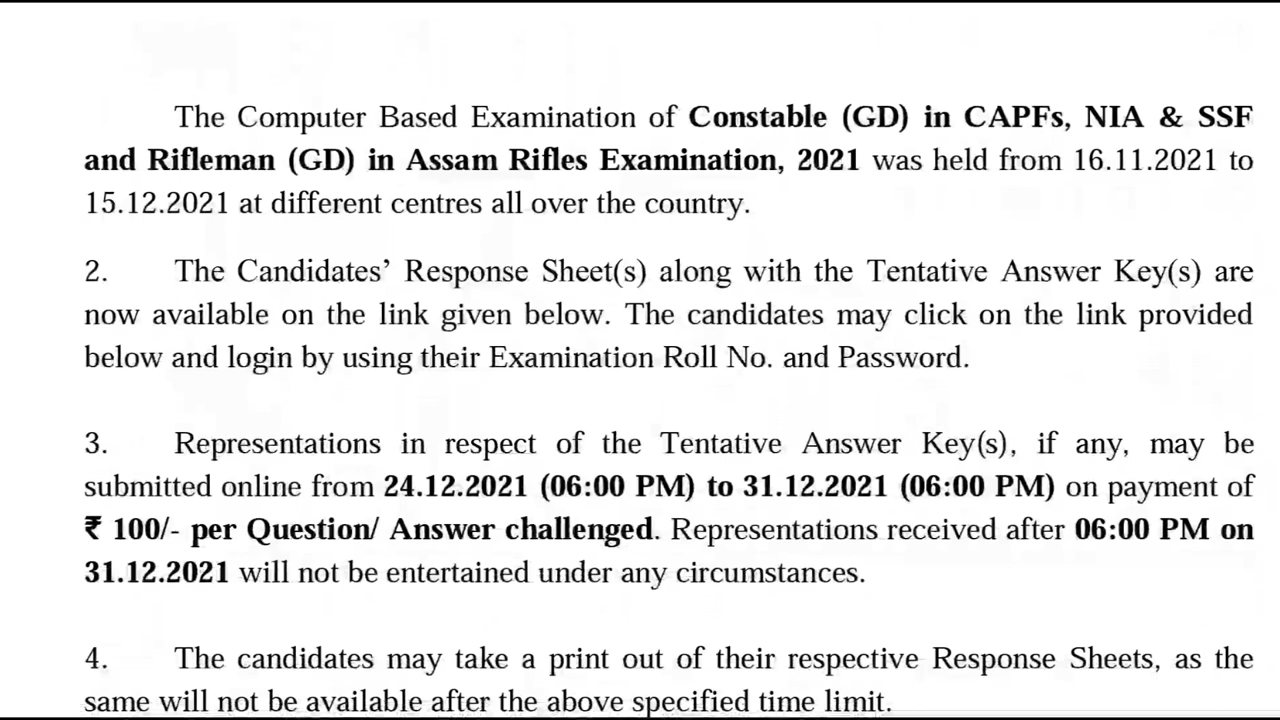 The Computer Based Examination of Constable (GD) in CAPFs, NIA & SSF
and Rifleman (GD) in Assam Rifles Examination, 2021 was held from 16.11.2021 to
15.12.2021 at different centres all over the country.
2. The Candidates’ Response Sheet(s) along with the Tentative Answer Key(s) are
now available on the link given below. The candidates may click on the link provided
below and login by using their Examination Roll No. and Password.
3. Representations in respect of the Tentative Answer Key(s), if any, may be
submitted online from 24.12.2021 (06:00 PM) to 31.12.2021 (06:00 PM) on payment of
₹ 100/- per Question/ Answer challenged. Representations received after 06:00 PM on
31.12.2021 will not be entertained under any circumstances.
4. The candidates may take a print out of their respective Response Sheets, as the
same will not be available after the above specified time limit.